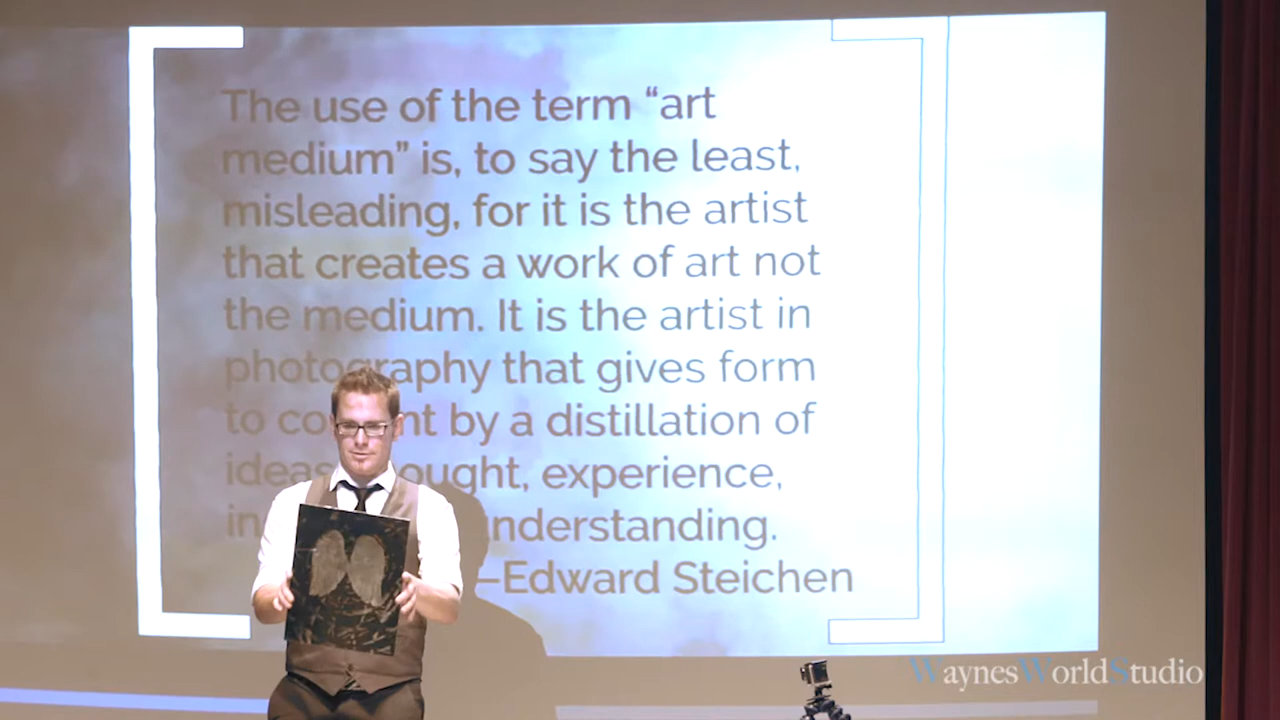 The use of the term “art
medium” is, to say the least,
misleading, for it is the artist
that creates a work of art not
the medium. It is the artist in
photography that gives form
to by a distillation of
ideas, experience,
understanding.
–Edward Steichen
WaynesWorldStudio